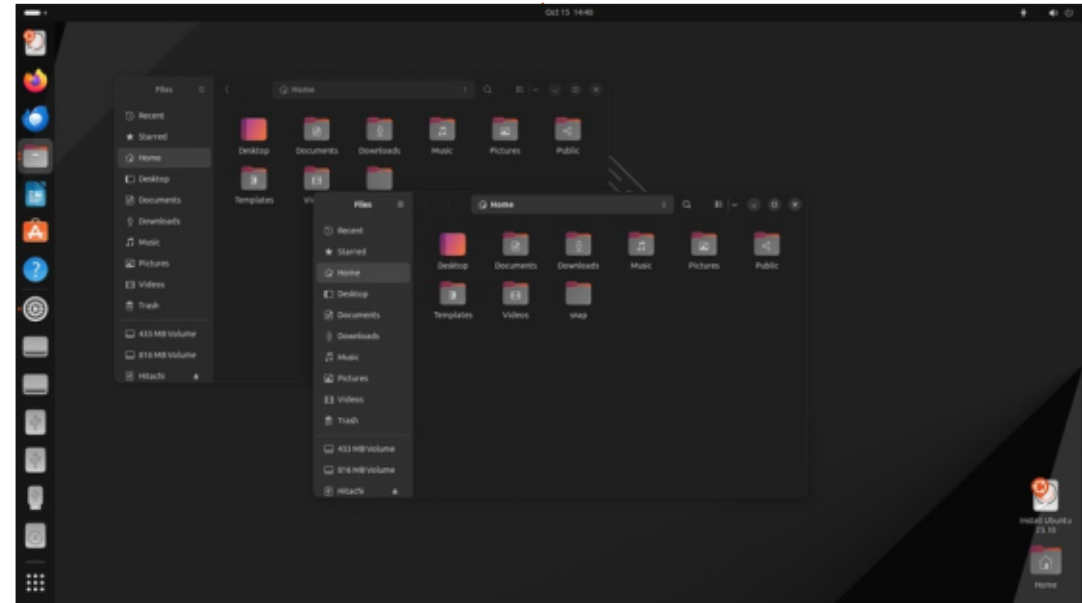 Oct 15 14:40
Files
Home
Recent
Starred
Home
Desktop
Documents
Downloads
Music
Pictures
Videos
Trash
433 MB Volume
816 MB Volume
Hitachi
Desktop Documents Downloads Music Pictures Public
Templates
Files
Home
Recent
Starred
Home
Desktop
Documents
Downloads
Music
Pictures
Videos
Trash
433 MB Volume
816 MB Volume
Hitachi
Desktop Documents Downloads Music Pictures Public
Templates Videos snap
Install Ubuntu
23.10
Home